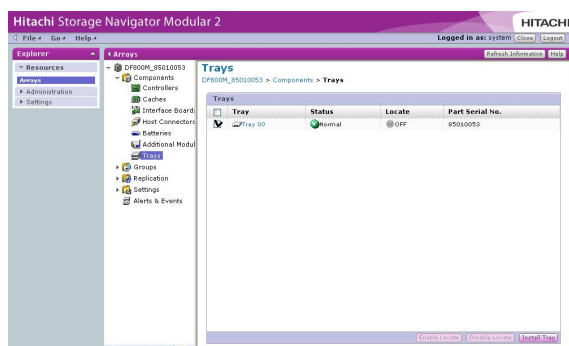 Hitachi Storage Navigator Modular 2
HITACHI
File Go Help
Logged in as: system Close Logout
Explorer
Arrays
Refresh Information Help
Resources
Arrays
Administration
Settings
DF800M_85010053
Components
Controllers
Caches
Interface Boards
Host Connectors
Batteries
Additional Modul
Trays
Groups
Replication
Settings
Alerts & Events
Trays
DF800M_85010053 > Components > Trays
Trays
Tray Status Locate Part Serial No.
Tray 00 Normal OFF 85010053
Enable Locate Disable Locate Install Tray